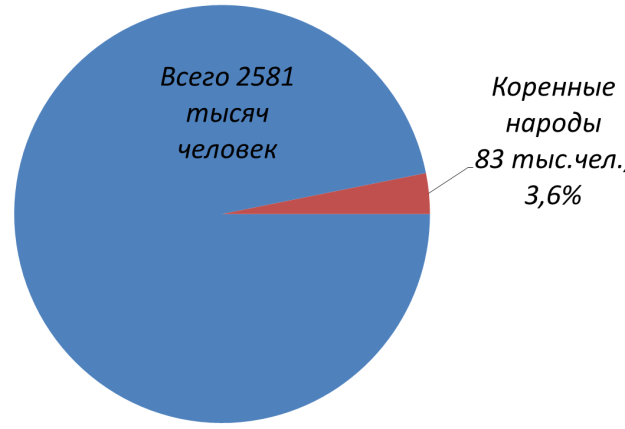 Всего 2581
тысяч
человек
Коренные
народы
83 тыс.чел.,
3,6%